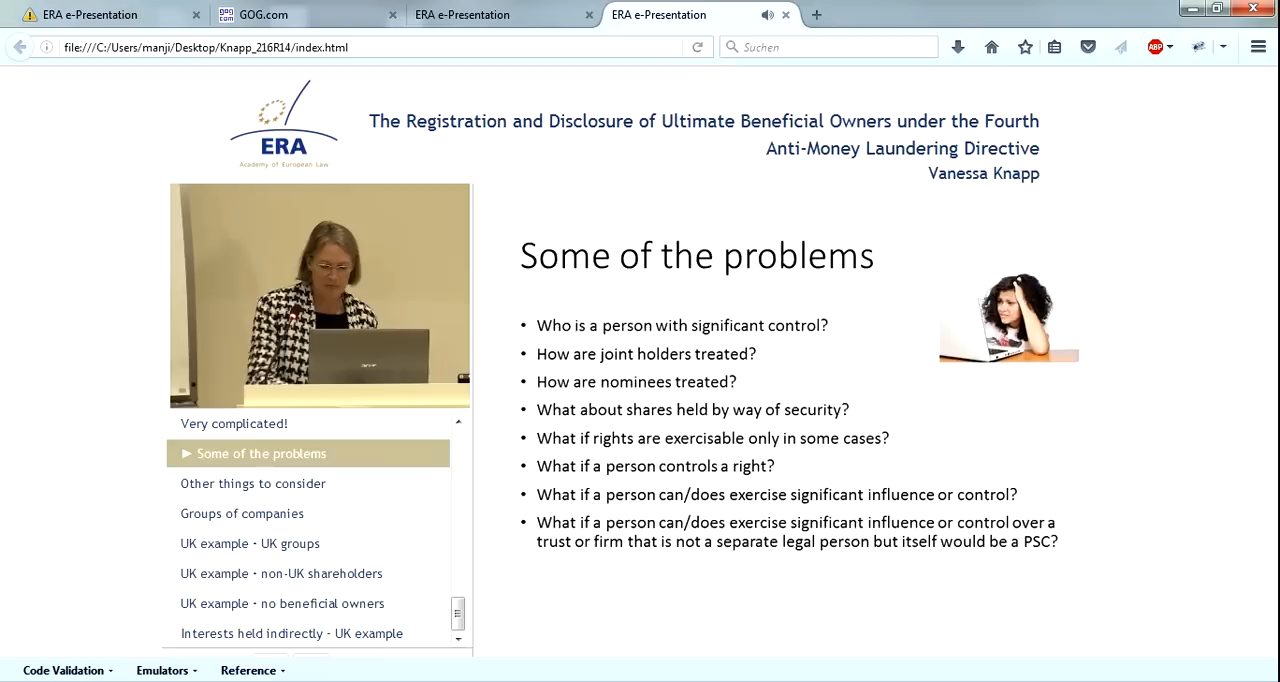 ERA e-Presentation
GOG.com
ERA e-Presentation
ERA e-Presentation
gog
com
file:///C:/Users/manji/Desktop/Knapp_216R14/index.html
Suchen
ABP
ERA
Academy of European Law
The Registration and Disclosure of Ultimate Beneficial Owners under the Fourth
Anti-Money Laundering Directive
Vanessa Knapp
acer
Some of the problems
• Who is a person with significant control?
• How are joint holders treated?
• How are nominees treated?
• What about shares held by way of security?
• What if rights are exercisable only in some cases?
• What if a person controls a right?
• What if a person can/does exercise significant influence or control?
• What if a person can/does exercise significant influence or control over a
trust or firm that is not a separate legal person but itself would be a PSC?
Very complicated!
► Some of the problems
Other things to consider
Groups of companies
UK example - UK groups
UK example - non-UK shareholders
UK example - no beneficial owners
Interests held indirectly - UK example
Code Validation
Emulators
Reference